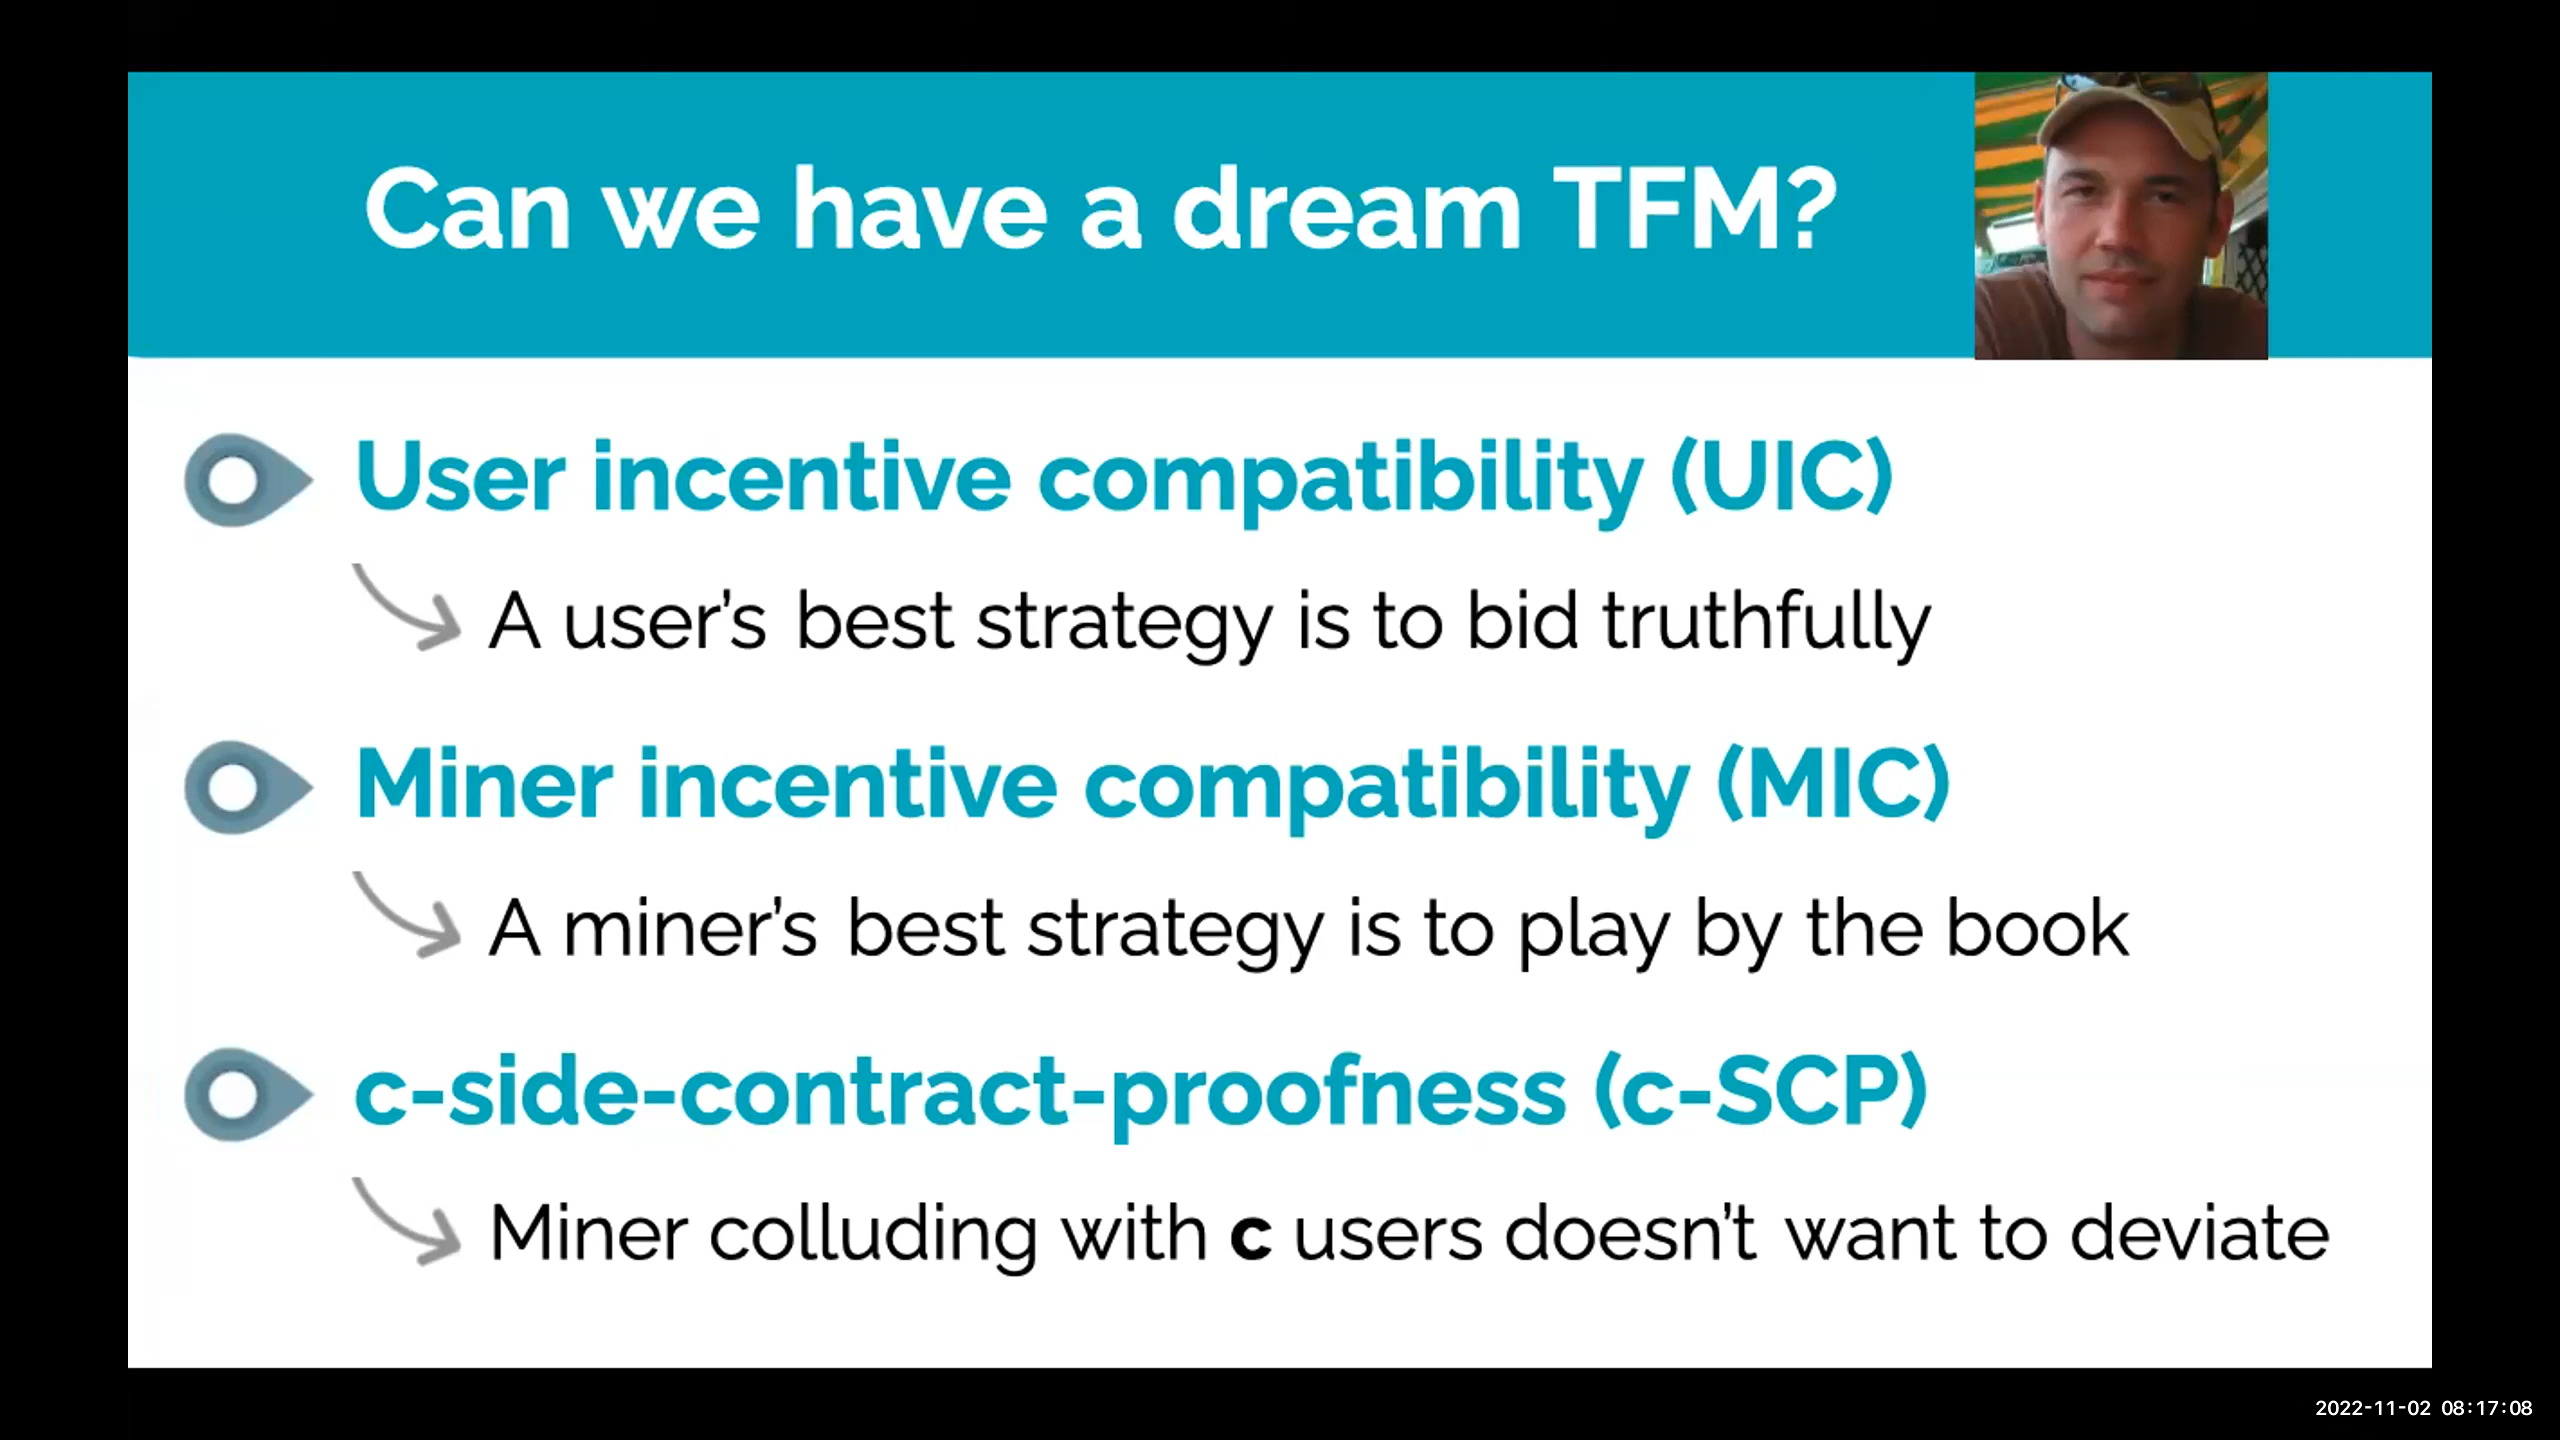 Can we have a dream TFM?
User incentive compatibility (UIC)
A user's best strategy is to bid truthfully
Miner incentive compatibility (MIC)
A miner's best strategy is to play by the book
c-side-contract-proofness (c-SCP)
Miner colluding with c users doesn't want to deviate
2022-11-02 08:17:08